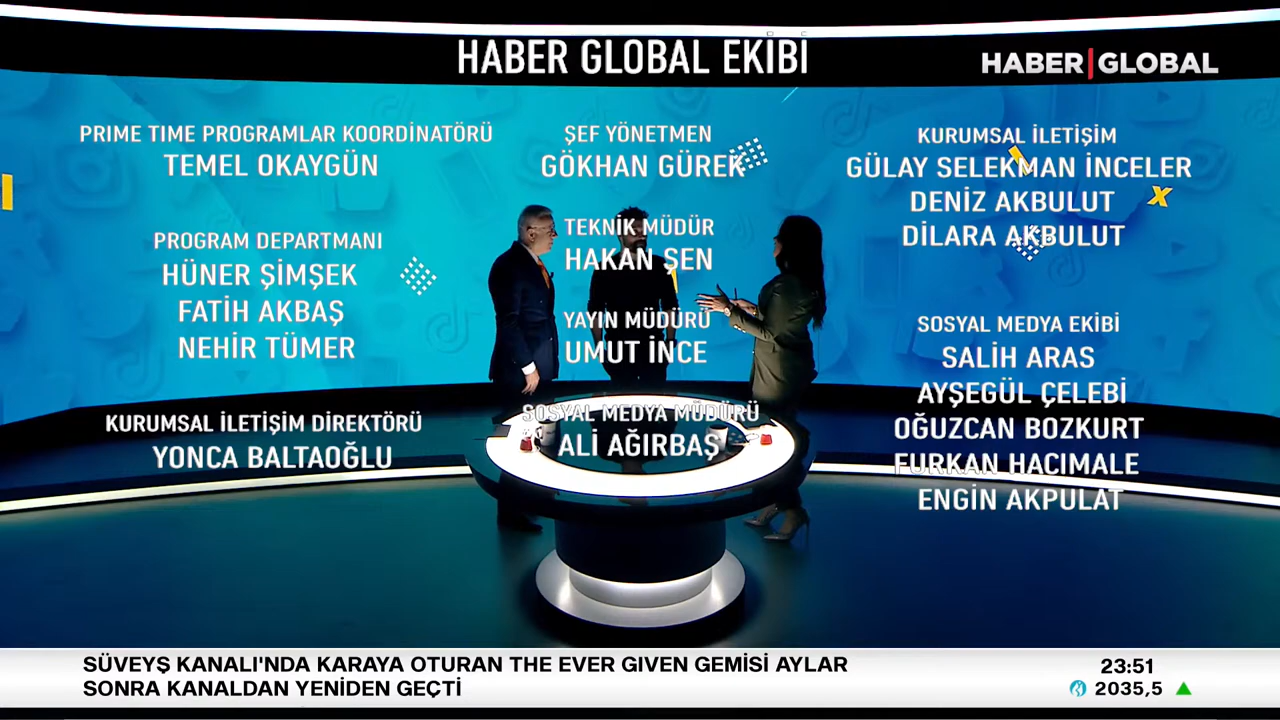 HABER GLOBAL EKİBİ
HABER|GLOBAL
PRIME TIME PROGRAMLAR KOORDİNATÖRÜ
TEMEL OKAYGÜN
PROGRAM DEPARTMANI
HÜNER ŞİMŞEK
FATİH AKBAŞ
NEHİR TÜMER
KURUMSAL İLETİŞİM DİREKTÖRÜ
YONCA BALTAOĞLU
ŞEF YÖNETMEN
GÖKHAN GÜREK
TEKNİK MÜDÜR
HAKAN ŞEN
YAYIN MÜDÜRÜ
UMUT İNCE
SOSYAL MEDYA MÜDÜRÜ
ALİ AĞIRBAŞ
KURUMSAL İLETİŞİM
GÜLAY SELEKMAN İNCELER
DENİZ AKBULUT
DİLARA AKBULUT
SOSYAL MEDYA EKİBİ
SALİH ARAS
AYŞEGÜL ÇELEBİ
OĞUZCAN BOZKURT
FURKAN HACIMALE
ENGİN AKPULAT
SÜVEYŞ KANALI'NDA KARAYA OTURAN THE EVER GIVEN GEMİSİ AYLAR
SONRA KANALDAN YENİDEN GEÇTİ
23:51
2035,5